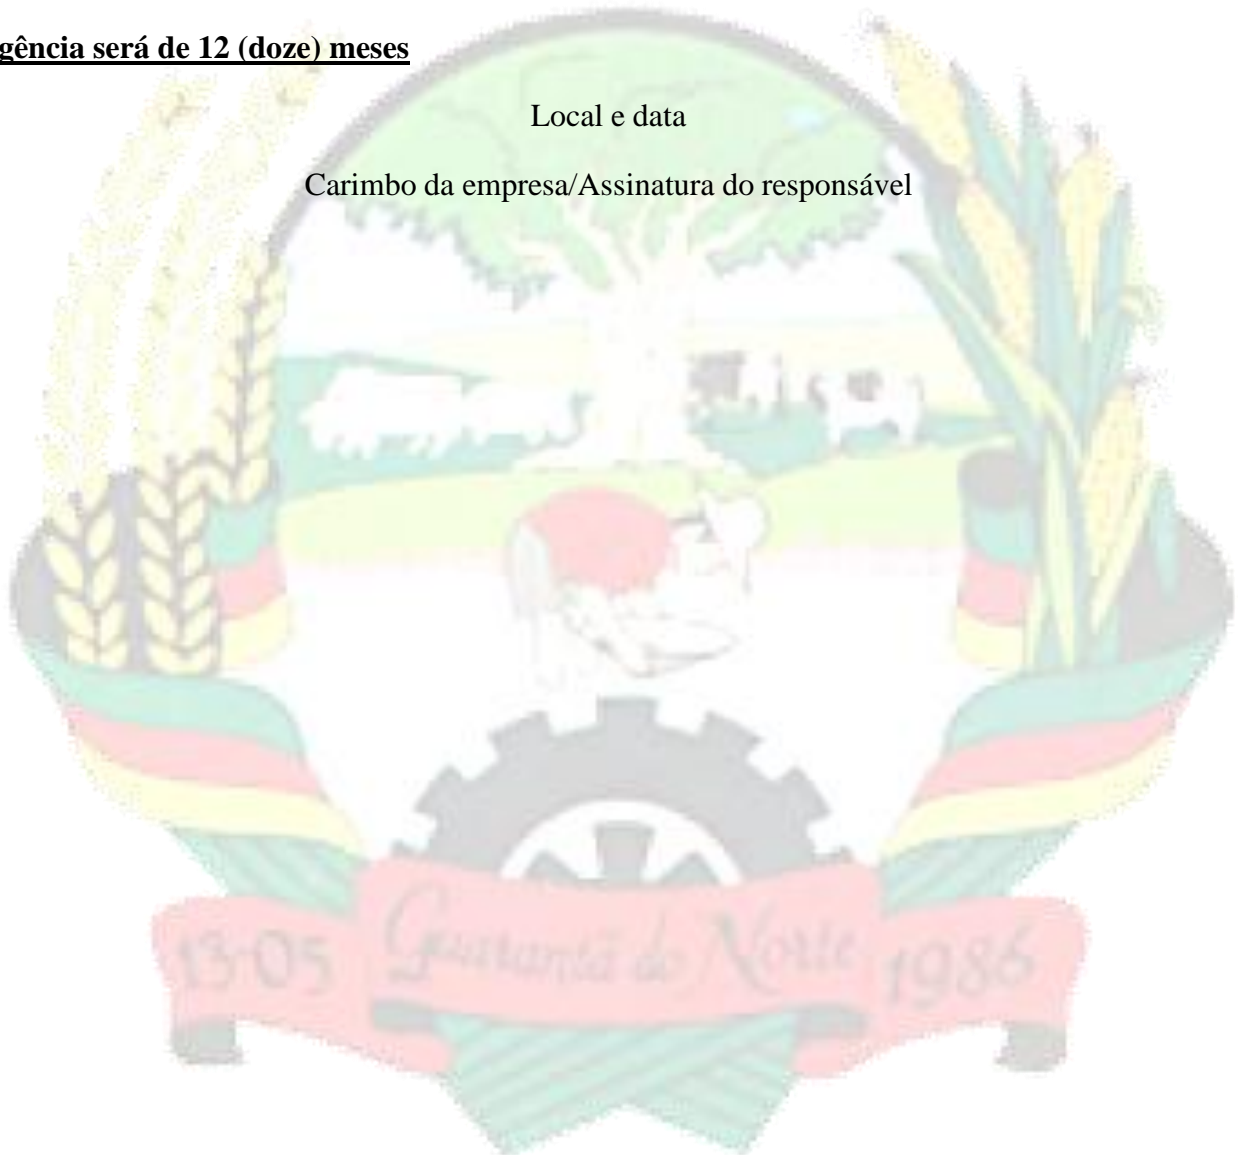 gência será de 12 (doze) meses
Local e data
Carimbo da empresa/Assinatura do responsável
13-05 Guarantã do Norte 1986